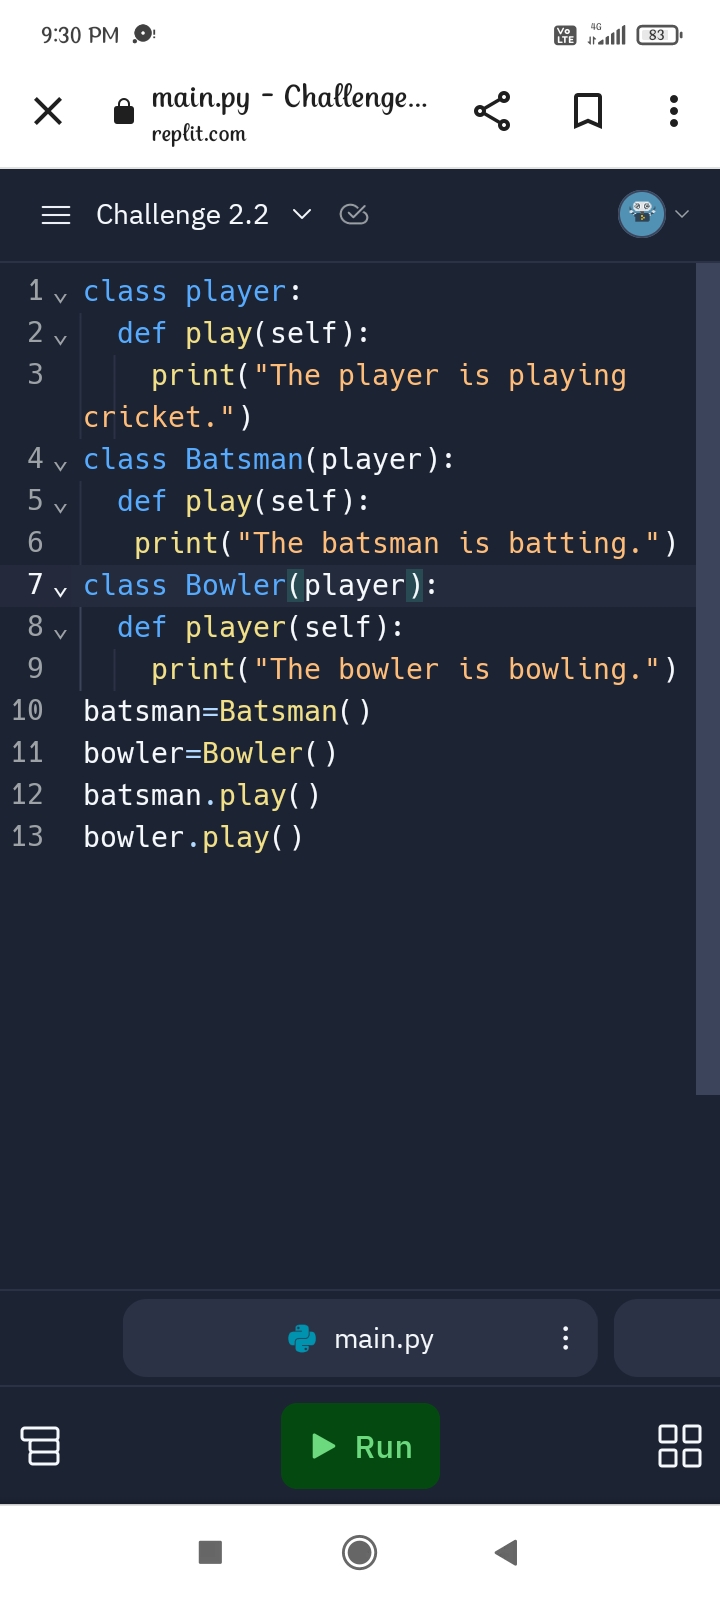 9:30 PM
Vo LTE 4G 83
main.py - Challenge...
replit.com
Challenge 2.2
1 class player:
2 def play(self):
3 print("The player is playing
cricket.")
4 class Batsman(player):
5 def play(self):
6 print("The batsman is batting.")
7 class Bowler(player):
8 def player(self):
9 print("The bowler is bowling.")
10 batsman=Batsman()
11 bowler=Bowler()
12 batsman.play()
13 bowler.play()
main.py
Run